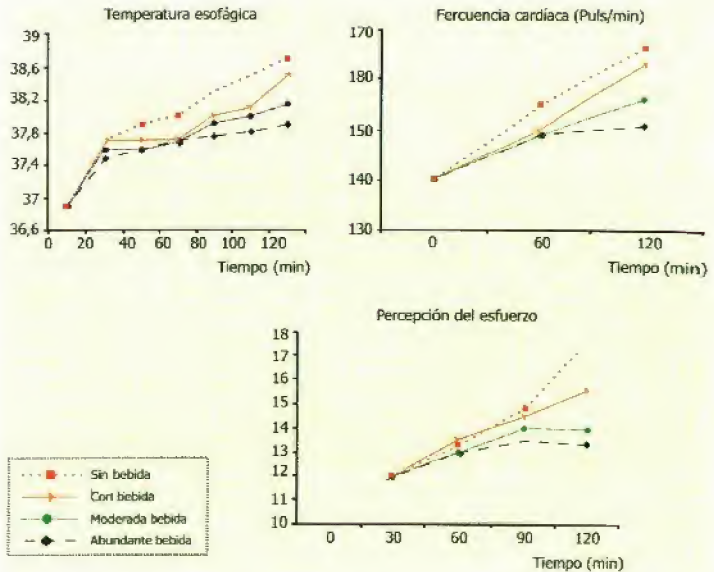 Temperatura esofágica
39
38,6
38,2
37,8
37,4
37
36,6
0 20 40 60 80 100 120
Tiempo (min)
Fercuencia cardíaca (Puls/min)
170
180
150
140
130
0 60 120
Tiempo (min)
Percepción del esfuerzo
18
17
16
15
14
13
12
11
10
0 30 60 90 120
Tiempo (min)
Sin bebida
Cort bebida
Moderada bebida
Abundante bebida